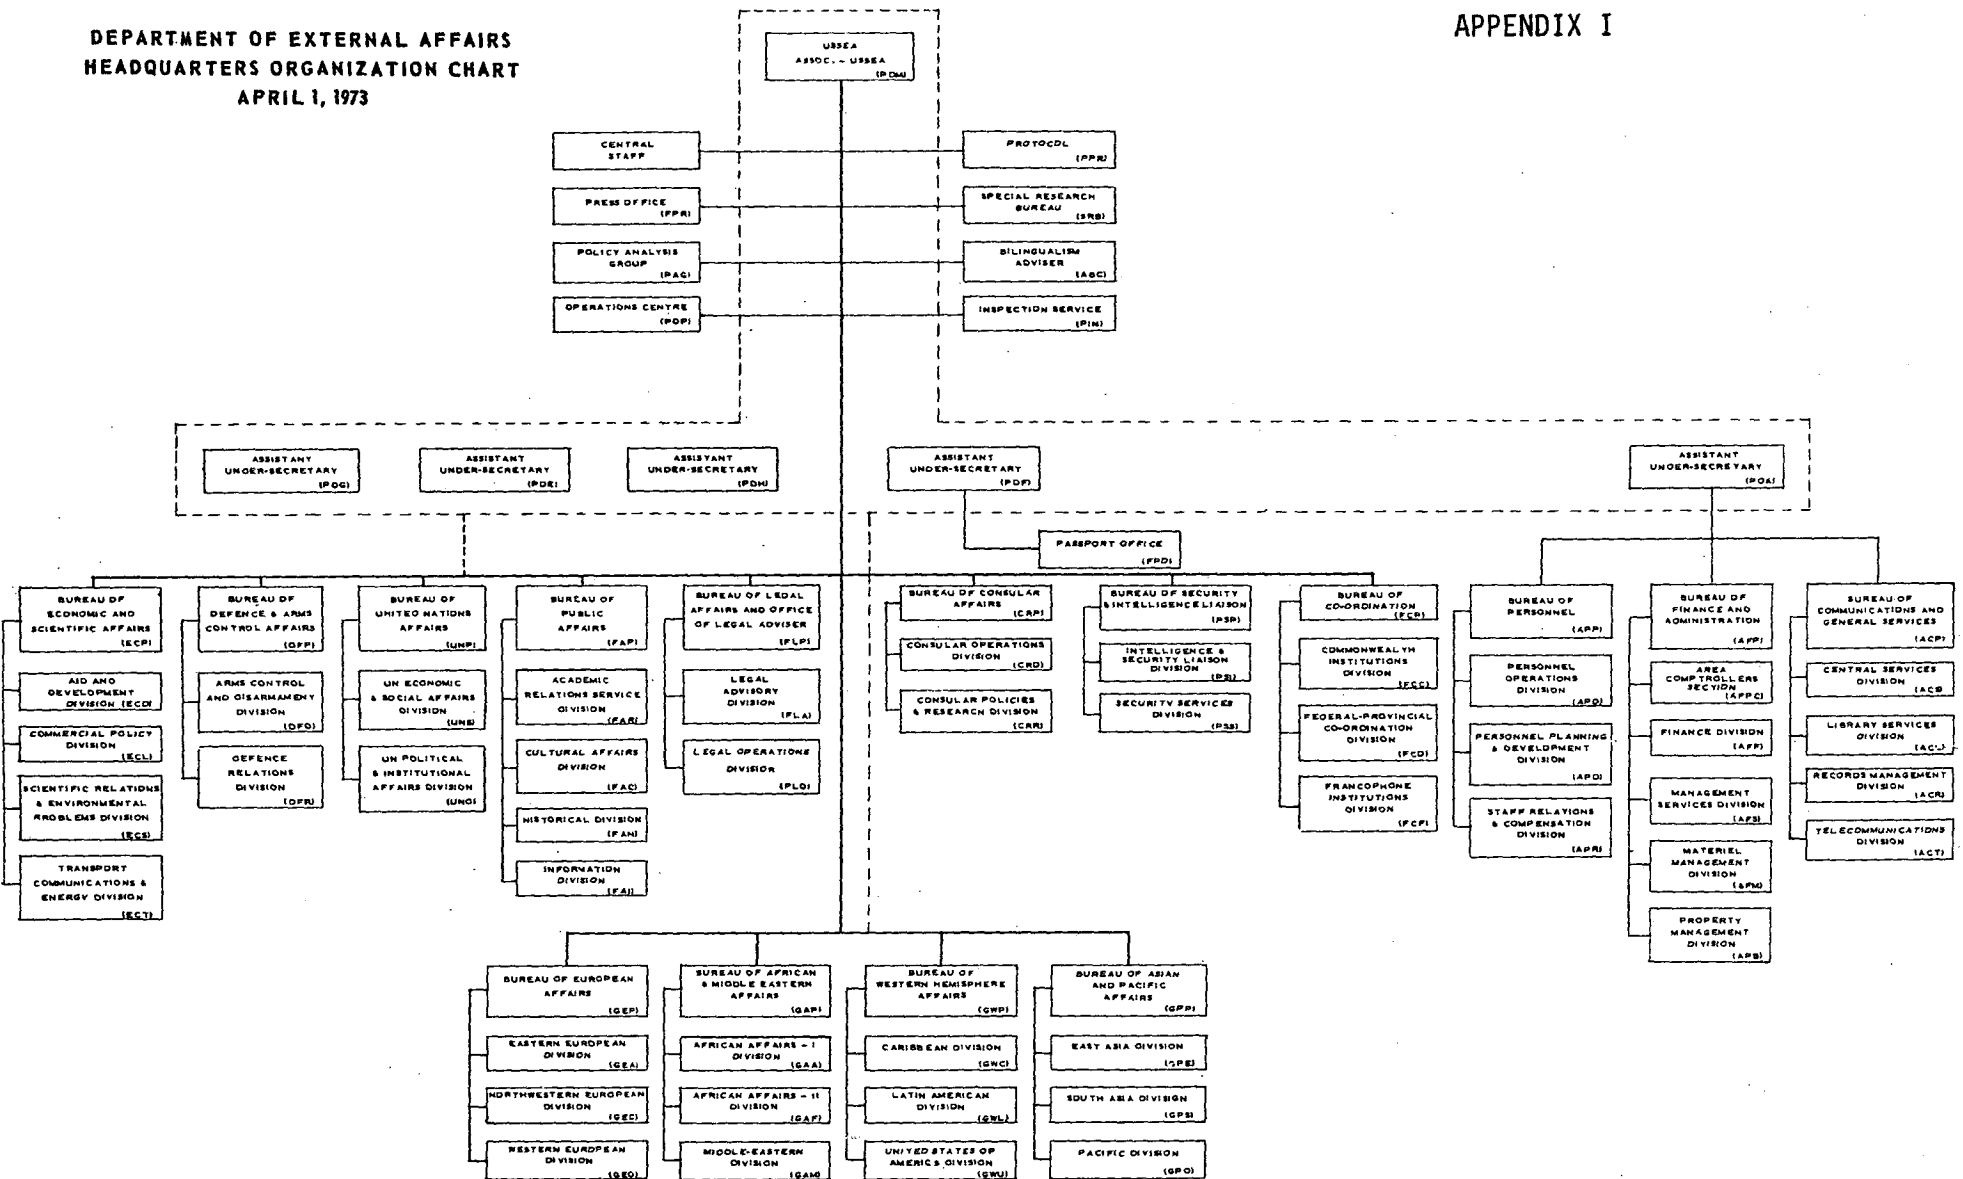 APPENDIX I
DEPARTMENT OF EXTERNAL AFFAIRS
HEADQUARTERS ORGANIZATION CHART
APRIL 1, 1973
USSEA
ASSOC. - USSEA
(PDM)
CENTRAL
STAFF
PROTOCOL
(PPR)
PRESS OFFICE
(FPR)
SPECIAL RESEARCH
BUREAU
(SRB)
POLICY ANALYSIS
GROUP
(PAG)
BILINGUALISM
ADVISER
(ABC)
OPERATIONS CENTRE
(POP)
INSPECTION SERVICE
(PIN)
ASSISTANT
UNDER-SECRETARY
(PDG)
ASSISTANT
UNDER-SECRETARY
(PDE)
ASSISTANT
UNDER-SECRETARY
(PDH)
ASSISTANT
UNDER-SECRETARY
(PDF)
ASSISTANT
UNDER-SECRETARY
(PDA)
PASSPORT OFFICE
(FPD)
BUREAU OF
ECONOMIC AND
SCIENTIFIC AFFAIRS
(ECP)
AID AND
DEVELOPMENT
DIVISION (ECD)
COMMERCIAL POLICY
DIVISION
(ECL)
SCIENTIFIC RELATIONS
& ENVIRONMENTAL
PROBLEMS DIVISION
(ECS)
TRANSPORT
COMMUNICATIONS &
ENERGY DIVISION
(ECT)
BUREAU OF
DEFENCE & ARMS
CONTROL AFFAIRS
(DFP)
ARMS CONTROL
AND DISARMAMENT
DIVISION
(DFD)
DEFENCE
RELATIONS
DIVISION
(DFR)
BUREAU OF
UNITED NATIONS
AFFAIRS
(UNP)
UN ECONOMIC
& SOCIAL AFFAIRS
DIVISION
(UNE)
UN POLITICAL
& INSTITUTIONAL
AFFAIRS DIVISION
(UNO)
BUREAU OF
PUBLIC
AFFAIRS
(FAP)
ACADEMIC
RELATIONS SERVICE
DIVISION
(FAR)
CULTURAL AFFAIRS
DIVISION
(FAC)
HISTORICAL DIVISION
(FAH)
INFORMATION
DIVISION
(FAI)
BUREAU OF LEGAL
AFFAIRS AND OFFICE
OF LEGAL ADVISER
(FLP)
LEGAL
ADVISORY
DIVISION
(FLA)
LEGAL OPERATIONS
DIVISION
(FLO)
BUREAU OF CONSULAR
AFFAIRS
(CRP)
CONSULAR OPERATIONS
DIVISION
(CRD)
CONSULAR POLICIES
& RESEARCH DIVISION
(CRR)
BUREAU OF SECURITY
& INTELLIGENCE LIAISON
(PSP)
INTELLIGENCE &
SECURITY LIAISON
DIVISION
(PSI)
SECURITY SERVICES
DIVISION
(PSS)
BUREAU OF
CO-ORDINATION
(FCP)
COMMONWEALTH
INSTITUTIONS
DIVISION
(FCC)
FEDERAL-PROVINCIAL
CO-ORDINATION
DIVISION
(FCD)
FRANCOPHONE
INSTITUTIONS
DIVISION
(FCF)
BUREAU OF
PERSONNEL
(APP)
PERSONNEL
OPERATIONS
DIVISION
(APO)
PERSONNEL PLANNING
& DEVELOPMENT
DIVISION
(APD)
STAFF RELATIONS
& COMPENSATION
DIVISION
(APR)
BUREAU OF
FINANCE AND
ADMINISTRATION
(AFP)
AREA
COMPTROLLERS
SECTION
(AFPC)
FINANCE DIVISION
(AFF)
MANAGEMENT
SERVICES DIVISION
(AFS)
MATERIEL
MANAGEMENT
DIVISION
(AFM)
PROPERTY
MANAGEMENT
DIVISION
(APB)
BUREAU OF
COMMUNICATIONS AND
GENERAL SERVICES
(ACP)
CENTRAL SERVICES
DIVISION
(ACS)
LIBRARY SERVICES
DIVISION
(ACL)
RECORDS MANAGEMENT
DIVISION
(ACR)
TELECOMMUNICATIONS
DIVISION
(ACT)
BUREAU OF EUROPEAN
AFFAIRS
(GEP)
EASTERN EUROPEAN
DIVISION
(GEA)
NORTHWESTERN EUROPEAN
DIVISION
(GEC)
WESTERN EUROPEAN
DIVISION
(GEO)
BUREAU OF AFRICAN
& MIDDLE EASTERN
AFFAIRS
(GAP)
AFRICAN AFFAIRS - I
DIVISION
(GAA)
AFRICAN AFFAIRS - II
DIVISION
(GAF)
MIDDLE-EASTERN
DIVISION
(GAM)
BUREAU OF
WESTERN HEMISPHERE
AFFAIRS
(GWP)
CARIBBEAN DIVISION
(GWC)
LATIN AMERICAN
DIVISION
(GWL)
UNITED STATES OF
AMERICA DIVISION
(GWU)
BUREAU OF ASIAN
AND PACIFIC
AFFAIRS
(GPP)
EAST ASIA DIVISION
(GPE)
SOUTH ASIA DIVISION
(GPS)
PACIFIC DIVISION
(GPO)